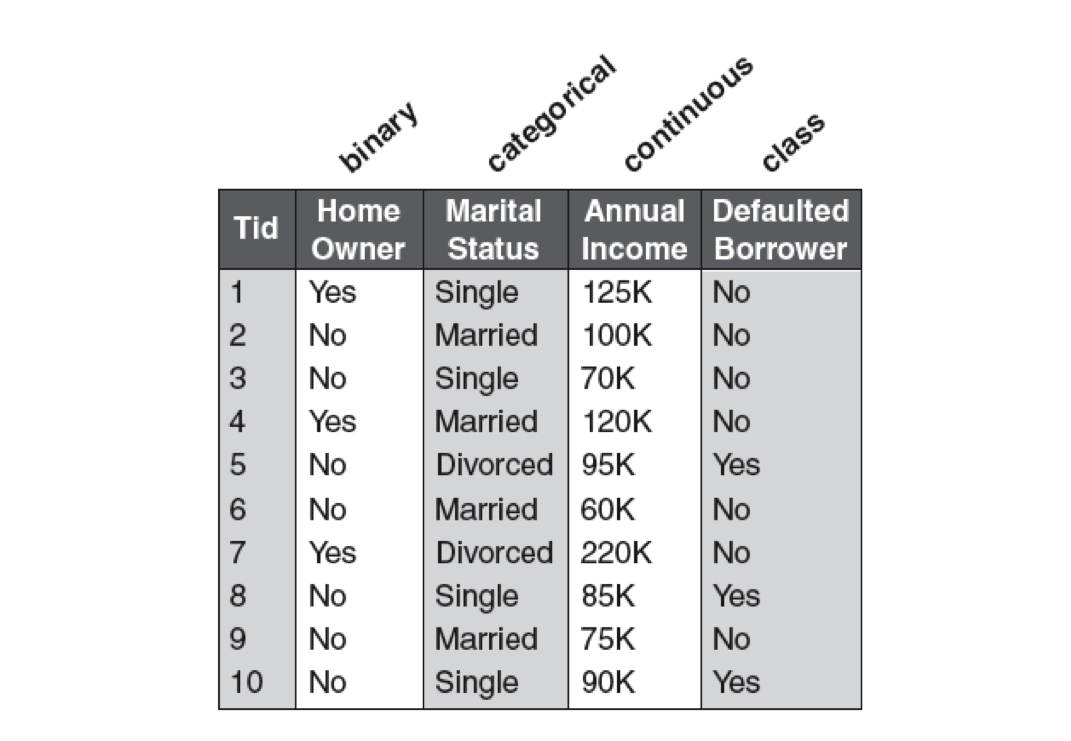 binary categorical continuous class
Tid Home Owner Marital Status Annual Income Defaulted Borrower
1 Yes Single 125K No
2 No Married 100K No
3 No Single 70K No
4 Yes Married 120K No
5 No Divorced 95K Yes
6 No Married 60K No
7 Yes Divorced 220K No
8 No Single 85K Yes
9 No Married 75K No
10 No Single 90K Yes